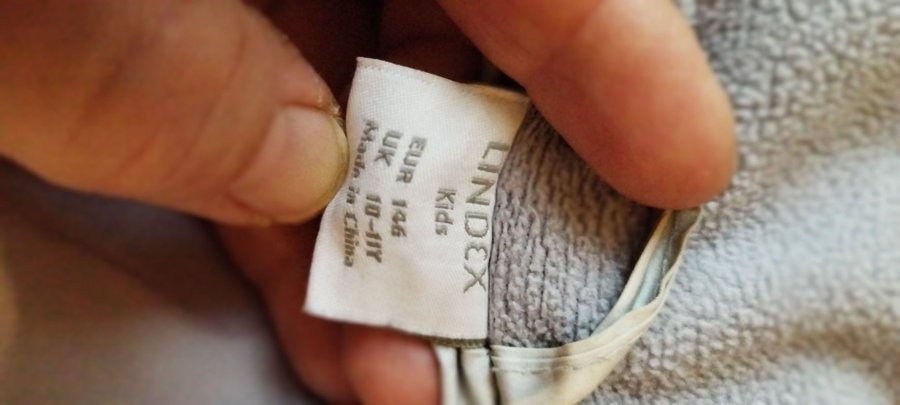 LINDEX
Kids
EUR 146
UK 10-11Y
Made in China